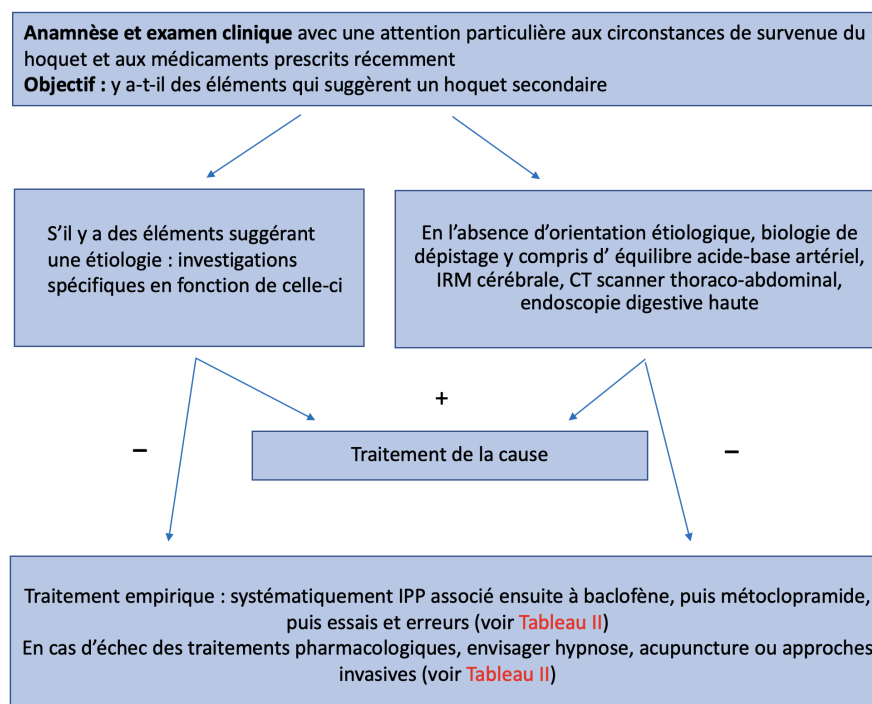 Anamnèse et examen clinique avec une attention particulière aux circonstances de survenue du
hoquet et aux médicaments prescrits récemment
Objectif : y a-t-il des éléments qui suggèrent un hoquet secondaire
S’il y a des éléments suggérant
une étiologie : investigations
spécifiques en fonction de celle-ci
En l’absence d’orientation étiologique, biologie de
dépistage y compris d’ équilibre acide-base artériel,
IRM cérébrale, CT scanner thoraco-abdominal,
endoscopie digestive haute
+
–
Traitement de la cause
–
Traitement empirique : systématiquement IPP associé ensuite à baclofène, puis métoclopramide,
puis essais et erreurs (voir Tableau II)
En cas d’échec des traitements pharmacologiques, envisager hypnose, acupuncture ou approches
invasives (voir Tableau II)